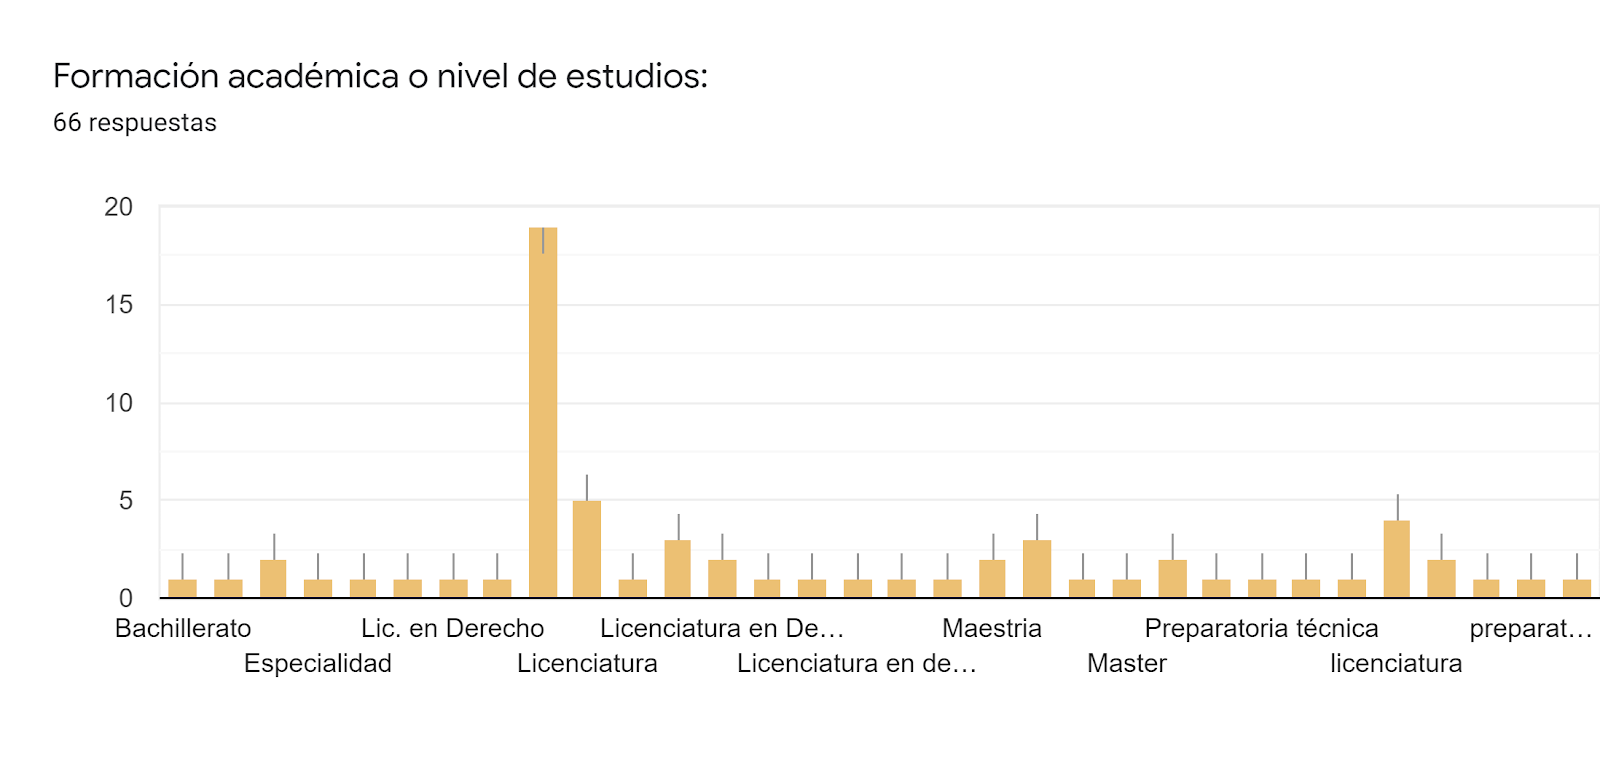 Formación académica o nivel de estudios:
66 respuestas
20
15
10
5
0
Bachillerato
Especialidad
Lic. en Derecho
Licenciatura
Licenciatura en De…
Licenciatura en de…
Maestria
Master
Preparatoria técnica
licenciatura
preparat…